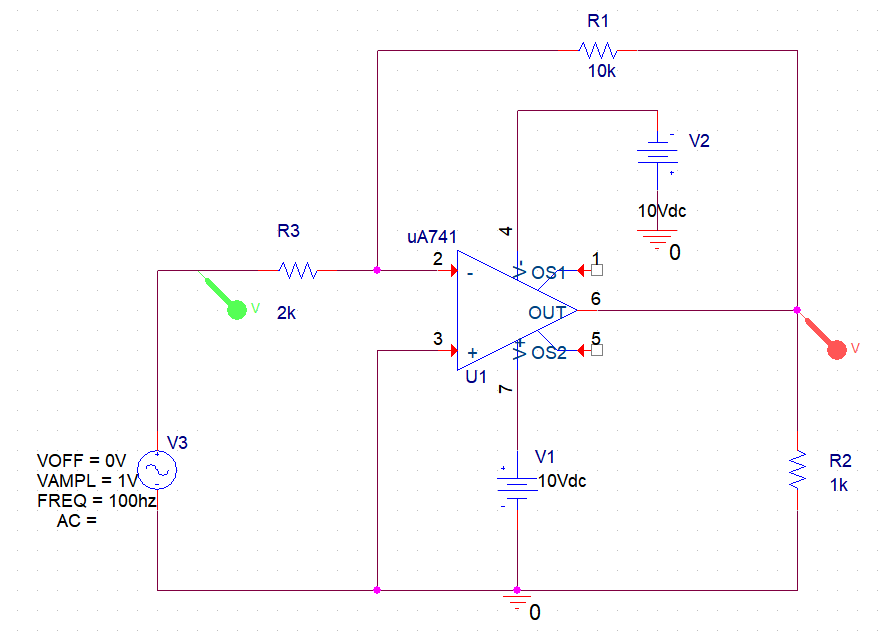 R1
10k
V2
10Vdc
0
R3
2k
uA741
4
2
-
V-
OS1
1
OUT
6
3
+
V+
OS2
5
U1
7
V
V
V3
VOFF = 0V
VAMPL = 1V
FREQ = 100hz
AC =
V1
10Vdc
R2
1k
0